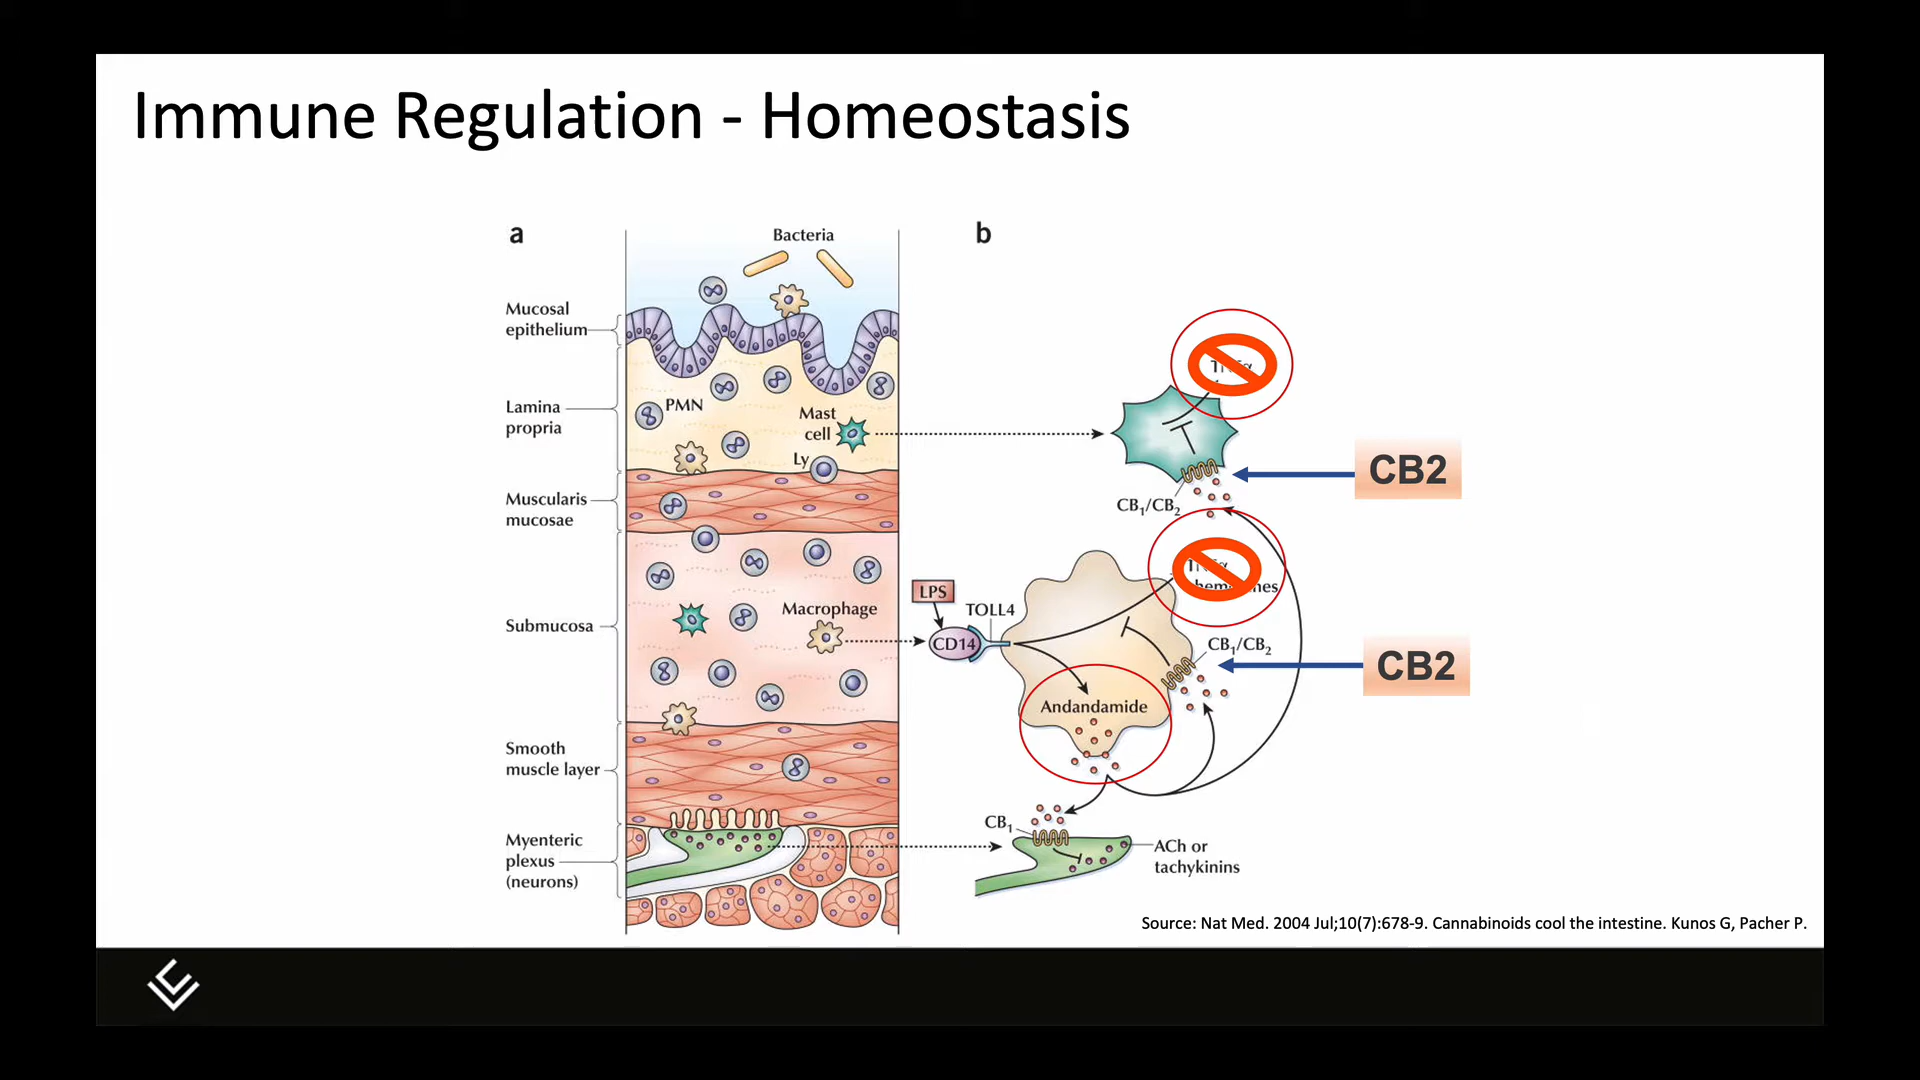 Immune Regulation - Homeostasis
a
b
Bacteria
Mucosal
epithelium
Lamina
propria
PMN
Mast
cell
Ly
Muscularis
mucosae
CB2
CB₁/CB₂
LPS
TOLL4
CD14
Macrophage
Submucosa
CB₁/CB₂
CB2
Andandamide
Smooth
muscle layer
CB₁
Myenteric
plexus
(neurons)
ACh or
tachykinins
Source: Nat Med. 2004 Jul;10(7):678-9. Cannabinoids cool the intestine. Kunos G, Pacher P.